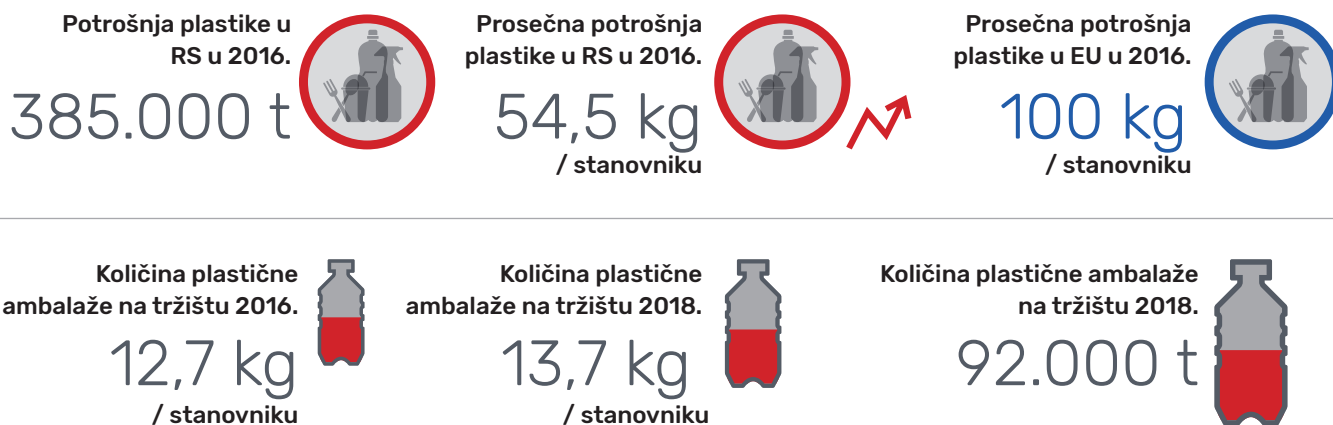 Potrošnja plastike u
RS u 2016.
385.000 t
Prosečna potrošnja
plastike u RS u 2016.
54,5 kg
/ stanovniku
Prosečna potrošnja
plastike u EU u 2016.
100 kg
/ stanovniku
Količina plastične
ambalaže na tržištu 2016.
12,7 kg
/ stanovniku
Količina plastične
ambalaže na tržištu 2018.
13,7 kg
/ stanovniku
Količina plastične ambalaže
na tržištu 2018.
92.000 t